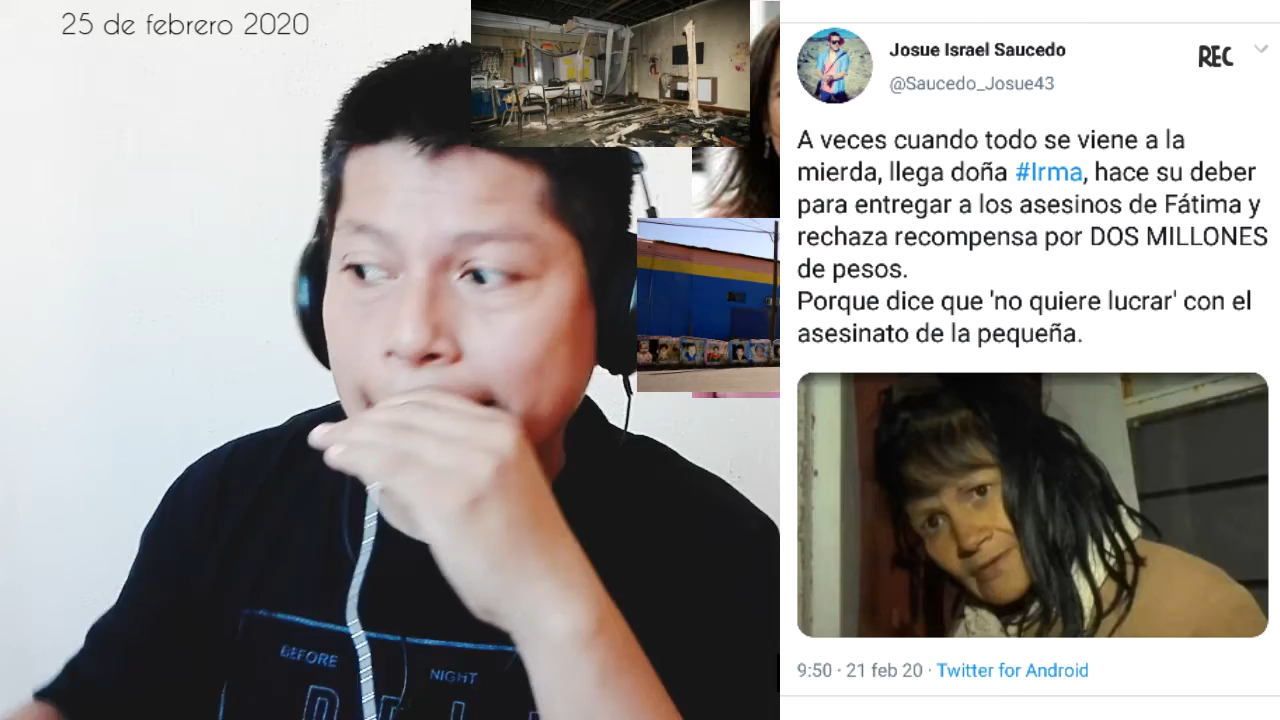 25 de febrero 2020
Josue Israel Saucedo
@Saucedo_Josue43
REC
A veces cuando todo se viene a la
mierda, llega doña #Irma, hace su deber
para entregar a los asesinos de Fátima y
rechaza recompensa por DOS MILLONES
de pesos.
Porque dice que 'no quiere lucrar' con el
asesinato de la pequeña.
9:50 · 21 feb 20 · Twitter for Android
BEFORE
NIGHT